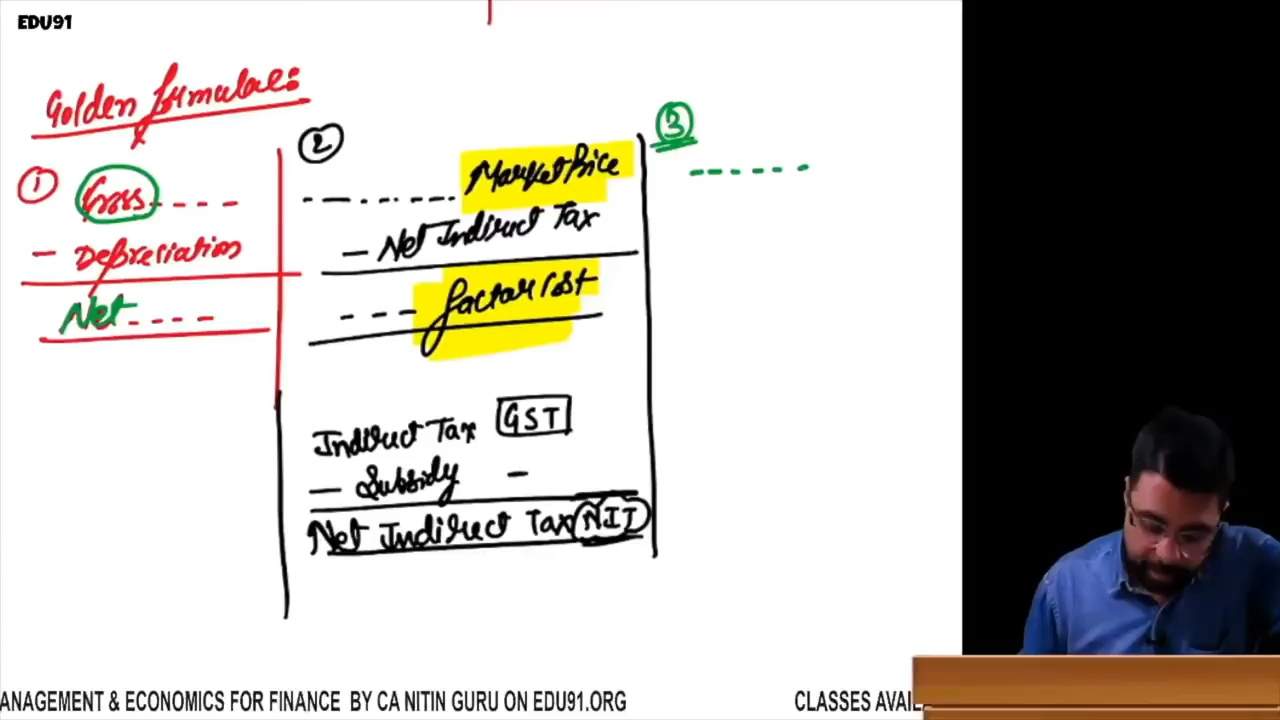 EDU91
Golden formulae:
① Gross -----
— Depreciation
Net -----
②
--------- Market Price
— Net Indirect Tax
--- factor Cost
Indirect Tax GST
— Subsidy —
Net Indirect Tax NIT
③
------
ANAGEMENT & ECONOMICS FOR FINANCE BY CA NITIN GURU ON EDU91.ORG
CLASSES AVAILA